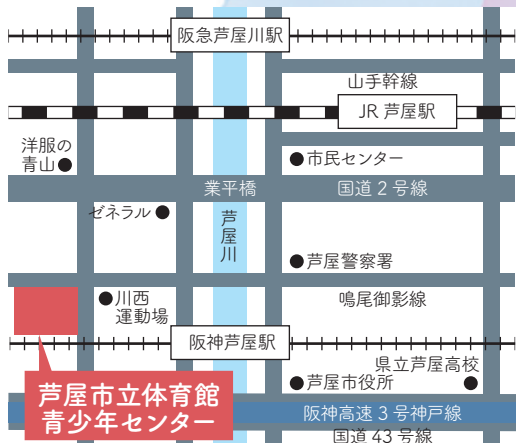 阪急芦屋川駅
山手幹線
JR 芦屋駅
洋服の
青山
市民センター
業平橋
国道 2 号線
ゼネラル
芦屋川
芦屋警察署
川西
運動場
鳴尾御影線
阪神芦屋駅
県立芦屋高校
芦屋市役所
芦屋市立体育館
青少年センター
阪神高速 3 号神戸線
国道 43 号線